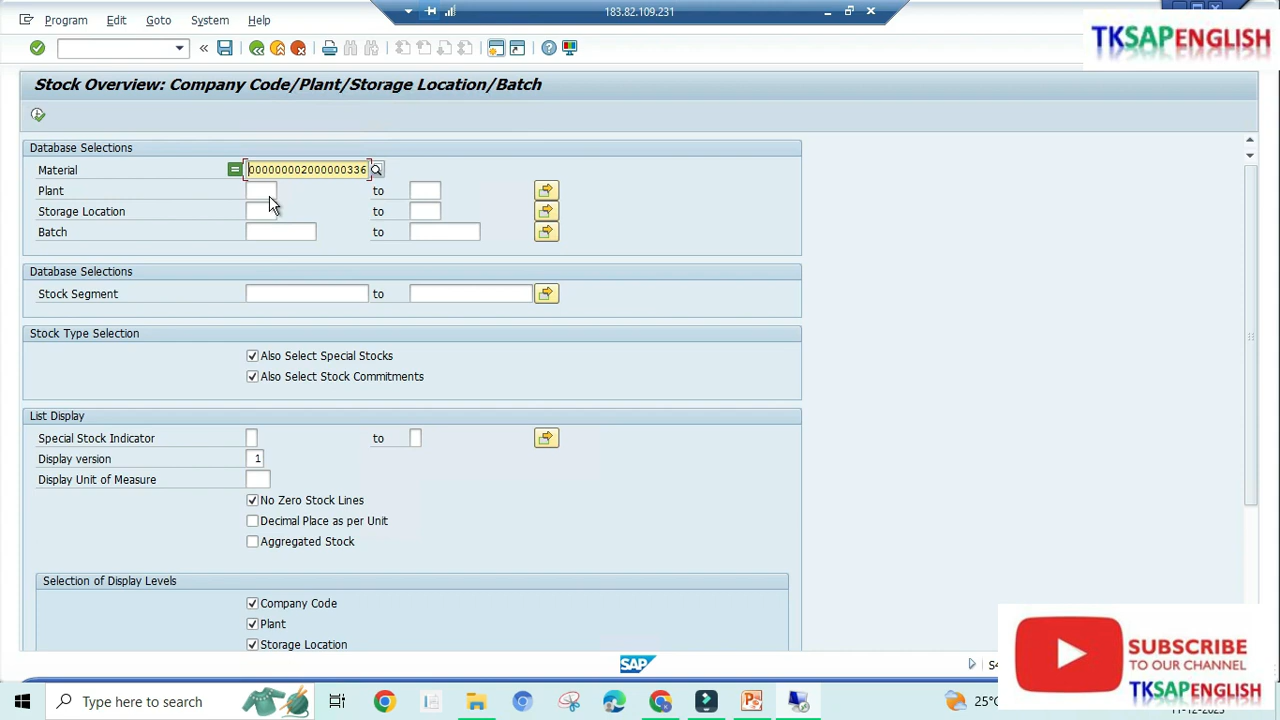 183.82.109.231
Program Edit Goto System Help
TKSAPENGLISH
Stock Overview: Company Code/Plant/Storage Location/Batch
Database Selections
Material 000000002000000336
Plant to
Storage Location to
Batch to
Database Selections
Stock Segment to
Stock Type Selection
Also Select Special Stocks
Also Select Stock Commitments
List Display
Special Stock Indicator to
Display version 1
Display Unit of Measure
No Zero Stock Lines
Decimal Place as per Unit
Aggregated Stock
Selection of Display Levels
Company Code
Plant
Storage Location
SAP
SUBSCRIBE
TO OUR CHANNEL
TKSAPENGLISH
Type here to search
25°C